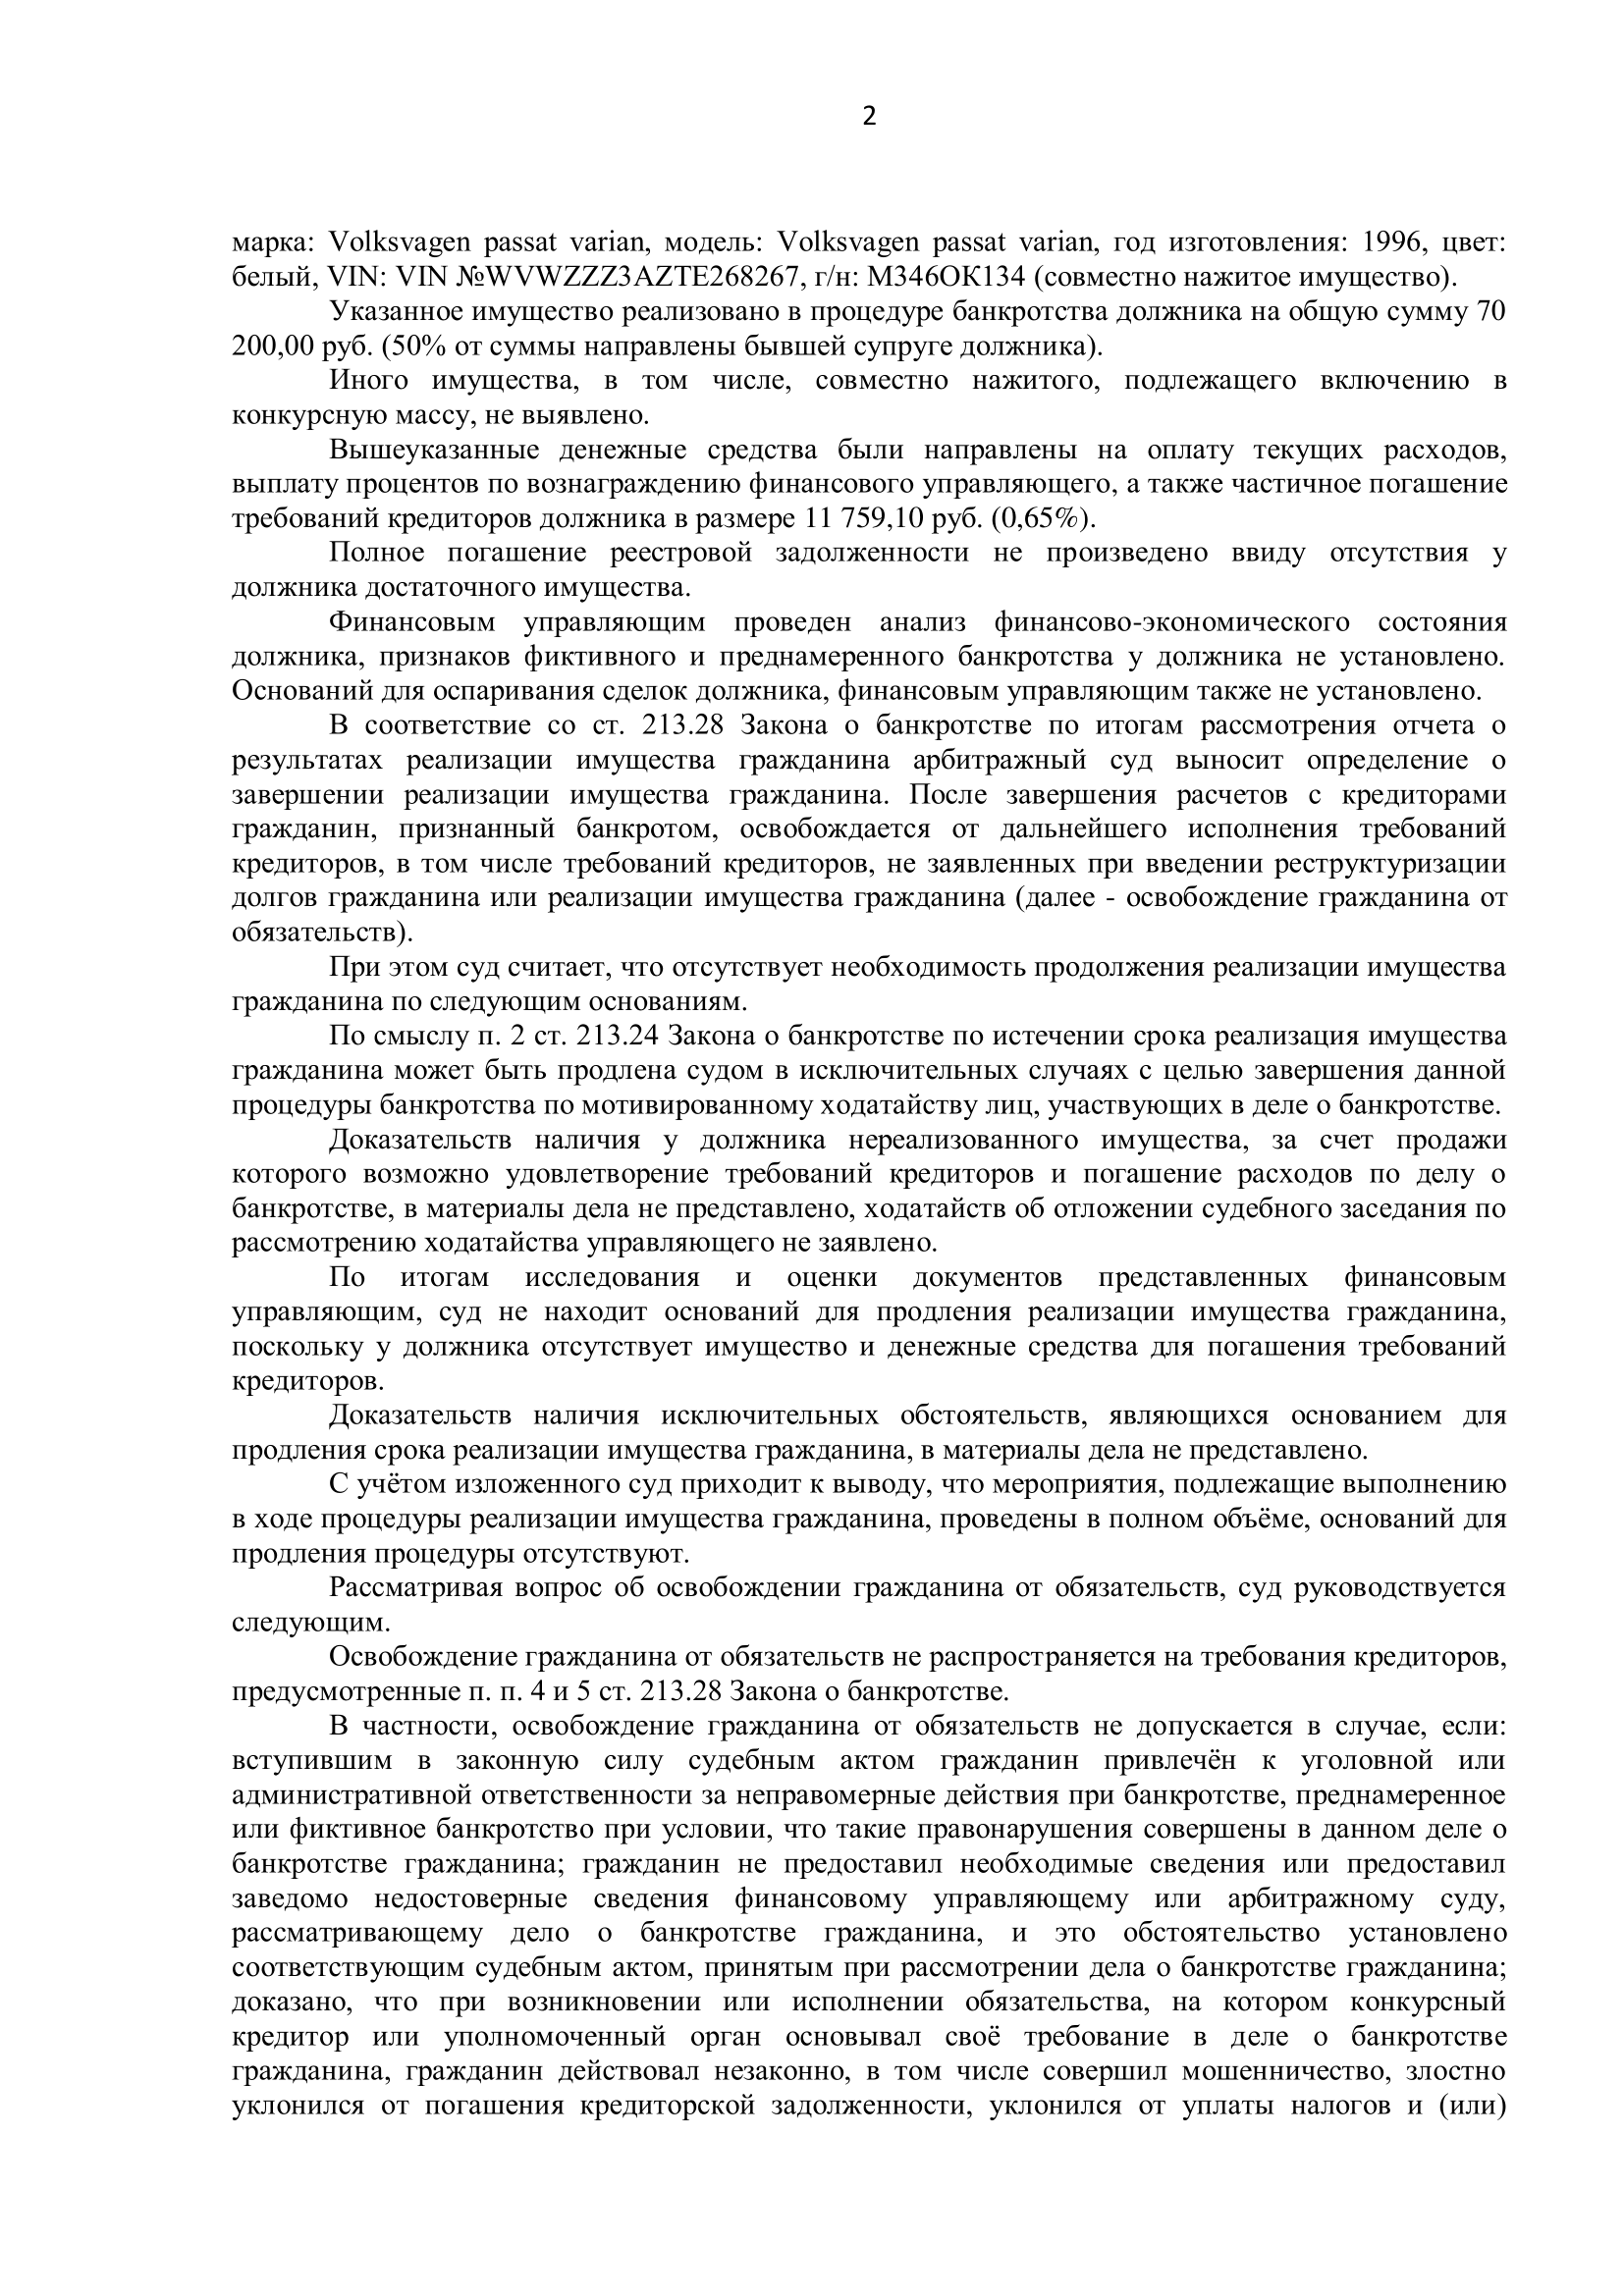 2
марка: Volksvagen passat varian, модель: Volksvagen passat varian, год изготовления: 1996, цвет:
белый, VIN: VIN №WVWZZZ3AZTE268267, г/н: М346ОК134 (совместно нажитое имущество).
Указанное имущество реализовано в процедуре банкротства должника на общую сумму 70
200,00 руб. (50% от суммы направлены бывшей супруге должника).
Иного имущества, в том числе, совместно нажитого, подлежащего включению в
конкурсную массу, не выявлено.
Вышеуказанные денежные средства были направлены на оплату текущих расходов,
выплату процентов по вознаграждению финансового управляющего, а также частичное погашение
требований кредиторов должника в размере 11 759,10 руб. (0,65%).
Полное погашение реестровой задолженности не произведено ввиду отсутствия у
должника достаточного имущества.
Финансовым управляющим проведен анализ финансово-экономического состояния
должника, признаков фиктивного и преднамеренного банкротства у должника не установлено.
Оснований для оспаривания сделок должника, финансовым управляющим также не установлено.
В соответствие со ст. 213.28 Закона о банкротстве по итогам рассмотрения отчета о
результатах реализации имущества гражданина арбитражный суд выносит определение о
завершении реализации имущества гражданина. После завершения расчетов с кредиторами
гражданин, признанный банкротом, освобождается от дальнейшего исполнения требований
кредиторов, в том числе требований кредиторов, не заявленных при введении реструктуризации
долгов гражданина или реализации имущества гражданина (далее - освобождение гражданина от
обязательств).
При этом суд считает, что отсутствует необходимость продолжения реализации имущества
гражданина по следующим основаниям.
По смыслу п. 2 ст. 213.24 Закона о банкротстве по истечении срока реализация имущества
гражданина может быть продлена судом в исключительных случаях с целью завершения данной
процедуры банкротства по мотивированному ходатайству лиц, участвующих в деле о банкротстве.
Доказательств наличия у должника нереализованного имущества, за счет продажи
которого возможно удовлетворение требований кредиторов и погашение расходов по делу о
банкротстве, в материалы дела не представлено, ходатайств об отложении судебного заседания по
рассмотрению ходатайства управляющего не заявлено.
По итогам исследования и оценки документов представленных финансовым
управляющим, суд не находит оснований для продления реализации имущества гражданина,
поскольку у должника отсутствует имущество и денежные средства для погашения требований
кредиторов.
Доказательств наличия исключительных обстоятельств, являющихся основанием для
продления срока реализации имущества гражданина, в материалы дела не представлено.
С учётом изложенного суд приходит к выводу, что мероприятия, подлежащие выполнению
в ходе процедуры реализации имущества гражданина, проведены в полном объёме, оснований для
продления процедуры отсутствуют.
Рассматривая вопрос об освобождении гражданина от обязательств, суд руководствуется
следующим.
Освобождение гражданина от обязательств не распространяется на требования кредиторов,
предусмотренные п. п. 4 и 5 ст. 213.28 Закона о банкротстве.
В частности, освобождение гражданина от обязательств не допускается в случае, если:
вступившим в законную силу судебным актом гражданин привлечён к уголовной или
административной ответственности за неправомерные действия при банкротстве, преднамеренное
или фиктивное банкротство при условии, что такие правонарушения совершены в данном деле о
банкротстве гражданина; гражданин не предоставил необходимые сведения или предоставил
заведомо недостоверные сведения финансовому управляющему или арбитражному суду,
рассматривающему дело о банкротстве гражданина, и это обстоятельство установлено
соответствующим судебным актом, принятым при рассмотрении дела о банкротстве гражданина;
доказано, что при возникновении или исполнении обязательства, на котором конкурсный
кредитор или уполномоченный орган основывал своё требование в деле о банкротстве
гражданина, гражданин действовал незаконно, в том числе совершил мошенничество, злостно
уклонился от погашения кредиторской задолженности, уклонился от уплаты налогов и (или)